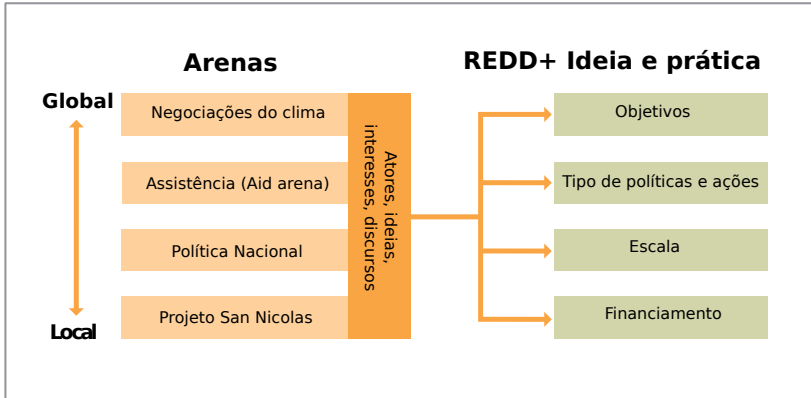 Arenas
REDD+ Ideia e prática
Global
Negociações do clima
Assistência (Aid arena)
Política Nacional
Projeto San Nicolas
Local
Atores, ideias,
interesses, discursos
Objetivos
Tipo de políticas e ações
Escala
Financiamento